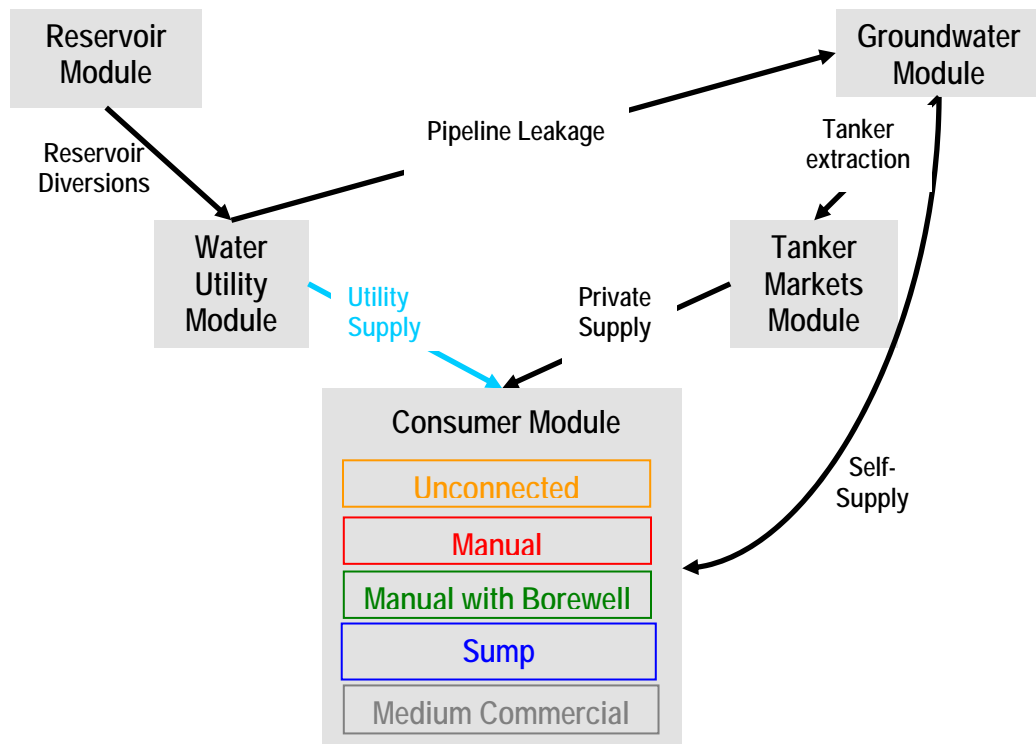 Reservoir
Module
Groundwater
Module
Pipeline Leakage
Tanker
extraction
Reservoir
Diversions
Water
Utility
Module
Tanker
Markets
Module
Utility
Supply
Private
Supply
Consumer Module
Unconnected
Manual
Manual with Borewell
Sump
Medium Commercial
Self-
Supply